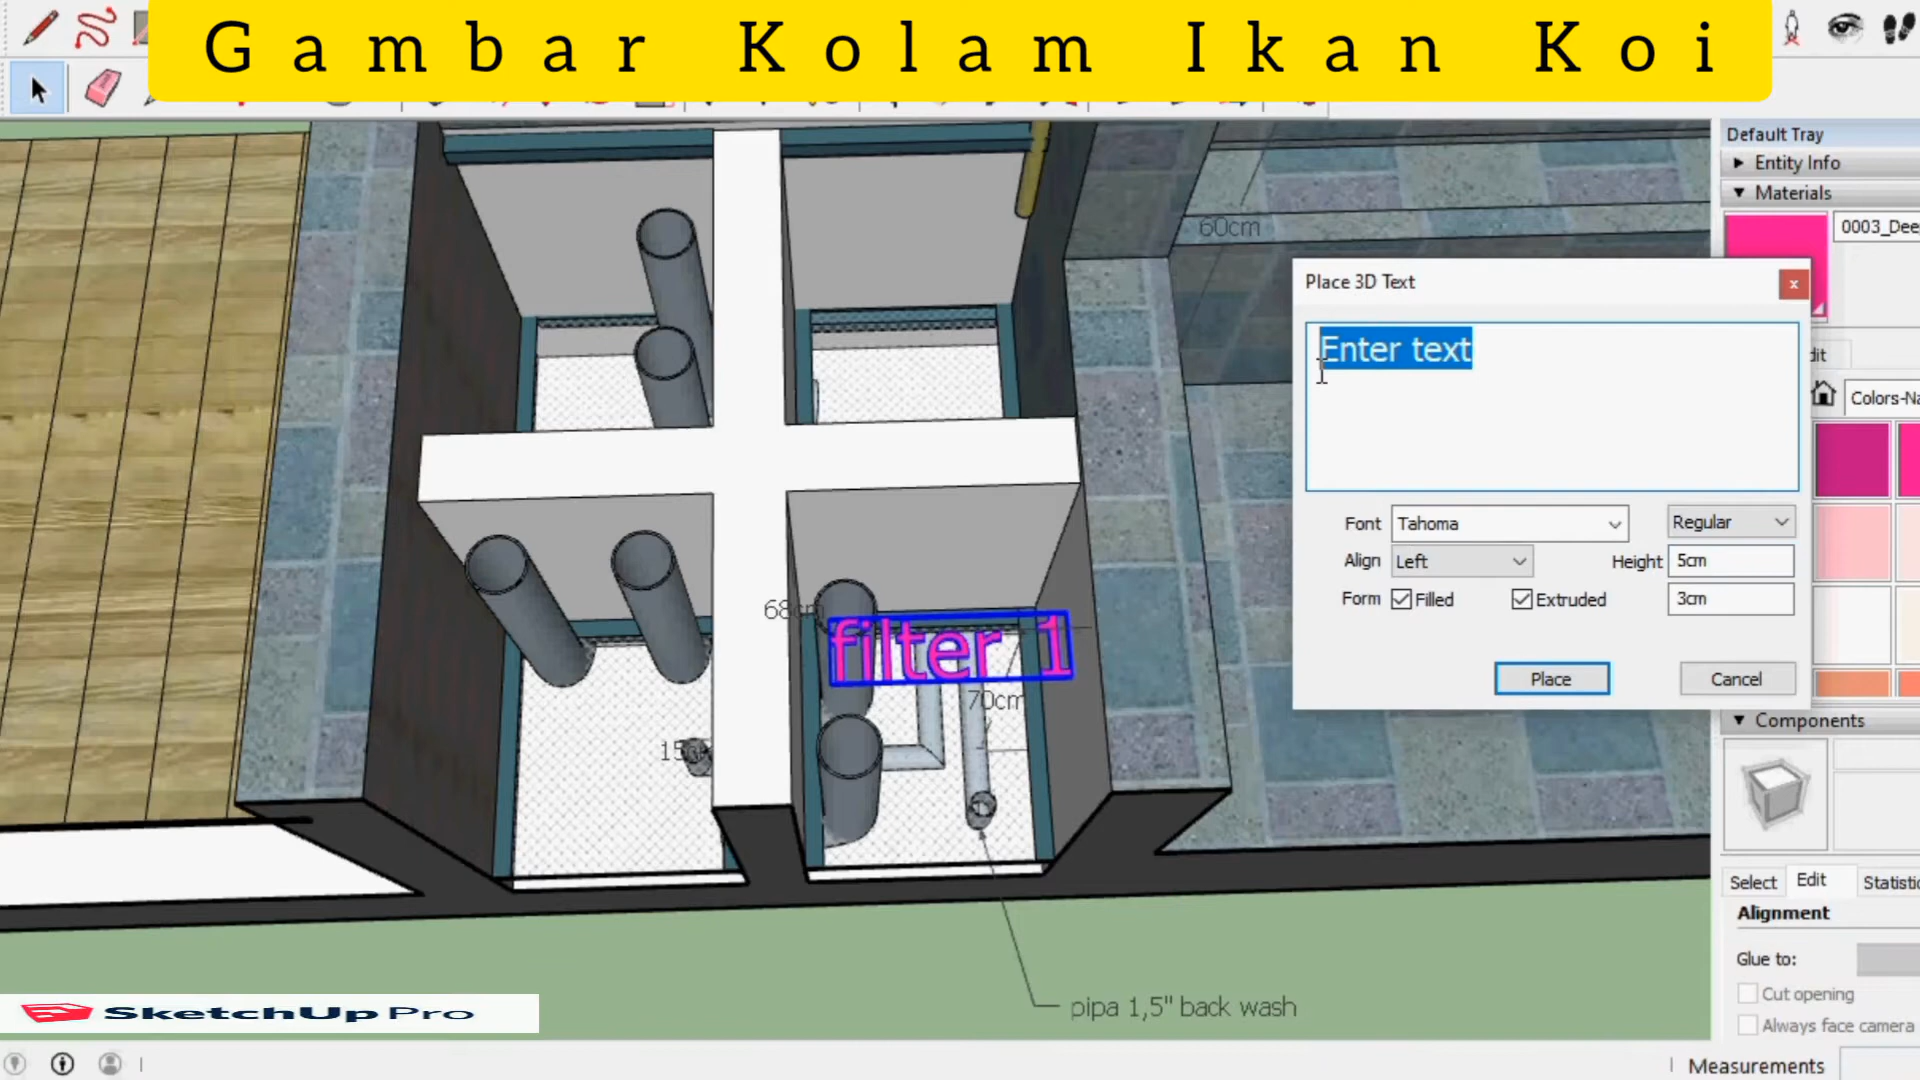 Gambar Kolam Ikan Koi
Default Tray
Entity Info
Materials
60cm
Place 3D Text
Enter text
Font Tahoma Regular
Align Left Height 5cm
Form Filled Extruded 3cm
Place Cancel
Colors-Na
68cm
filter 1
70cm
Components
Select Edit Statistic
Alignment
Glue to:
Cut opening
Always face camera
pipa 1,5" back wash
SketchUp Pro
Measurements